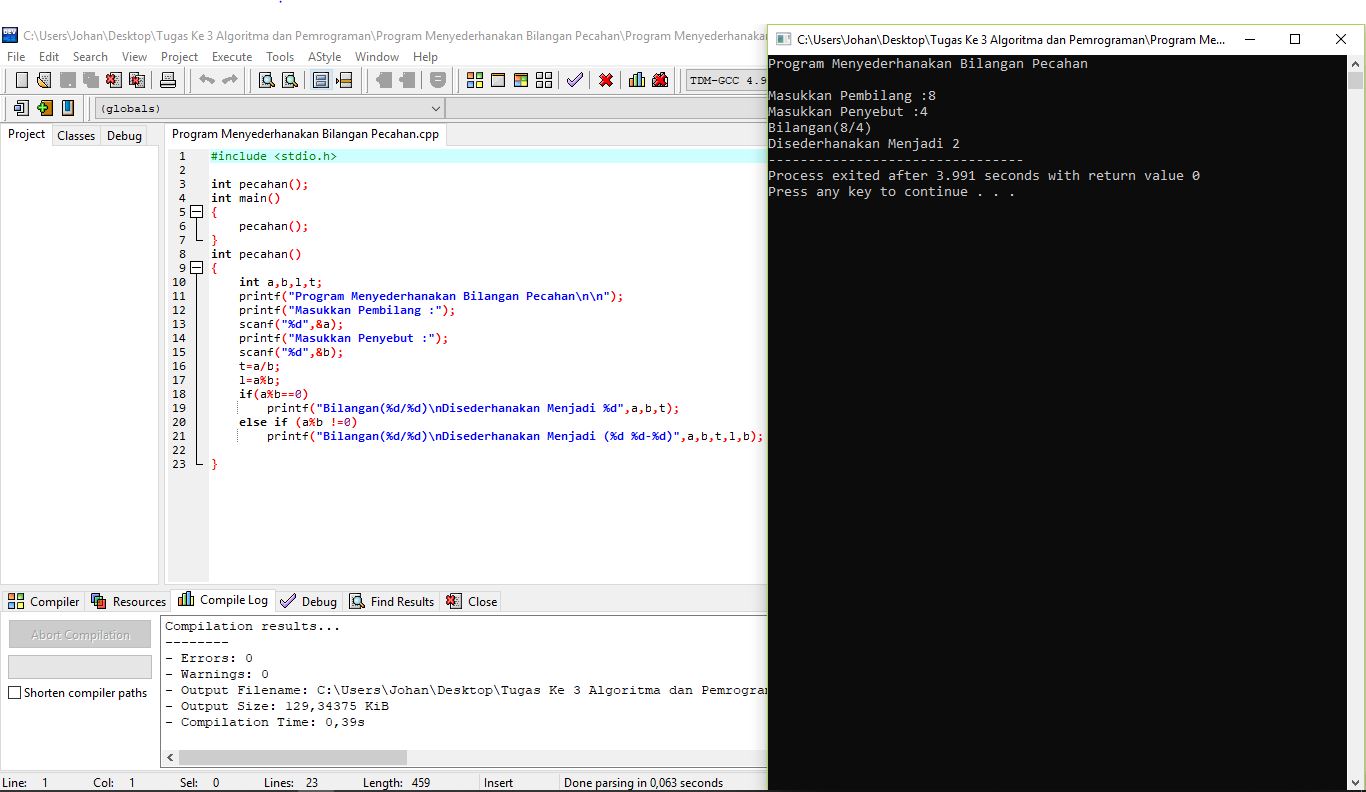 C:\Users\Johan\Desktop\Tugas Ke 3 Algoritma dan Pemrograman\Program Menyederhanakan Bilangan Pecahan\Program Menyederhanaka
File Edit Search View Project Execute Tools AStyle Window Help
TDM-GCC 4.9
(globals)
Project Classes Debug
Program Menyederhanakan Bilangan Pecahan.cpp
1 #include <stdio.h>
2
3 int pecahan();
4 int main()
5 {
6 pecahan();
7 }
8 int pecahan()
9 {
10 int a,b,l,t;
11 printf("Program Menyederhanakan Bilangan Pecahan\n\n");
12 printf("Masukkan Pembilang :");
13 scanf("%d",&a);
14 printf("Masukkan Penyebut :");
15 scanf("%d",&b);
16 t=a/b;
17 l=a%b;
18 if(a%b==0)
19 printf("Bilangan(%d/%d)\nDisederhanakan Menjadi %d",a,b,t);
20 else if (a%b !=0)
21 printf("Bilangan(%d/%d)\nDisederhanakan Menjadi (%d %d-%d)",a,b,t,l,b);
22
23 }
Compiler Resources Compile Log Debug Find Results Close
Abort Compilation
Shorten compiler paths
Compilation results...
--------
- Errors: 0
- Warnings: 0
- Output Filename: C:\Users\Johan\Desktop\Tugas Ke 3 Algoritma dan Pemrogra
- Output Size: 129,34375 KiB
- Compilation Time: 0,39s
Line: 1 Col: 1 Sel: 0 Lines: 23 Length: 459 Insert Done parsing in 0,063 seconds
C:\Users\Johan\Desktop\Tugas Ke 3 Algoritma dan Pemrograman\Program Me...
Program Menyederhanakan Bilangan Pecahan
Masukkan Pembilang :8
Masukkan Penyebut :4
Bilangan(8/4)
Disederhanakan Menjadi 2
--------------------------------
Process exited after 3.991 seconds with return value 0
Press any key to continue . . .